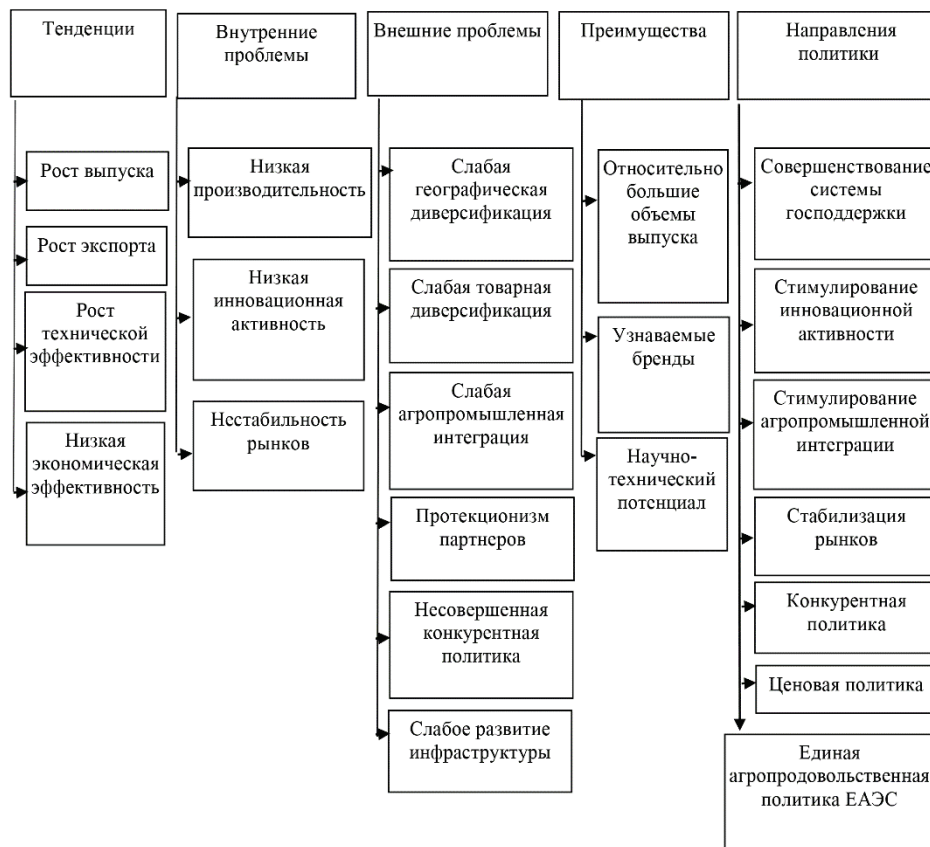 Тенденции
Внутренние
проблемы
Внешние проблемы
Преимущества
Направления
политики
Рост выпуска
Рост экспорта
Рост
технической
эффективности
Низкая
экономическая
эффективность
Низкая
производительность
Низкая
инновационная
активность
Нестабильность
рынков
Слабая
географическая
диверсификация
Слабая товарная
диверсификация
Слабая
агропромышленная
интеграция
Протекционизм
партнеров
Несовершенная
конкурентная
политика
Слабое развитие
инфраструктуры
Относительно
большие
объемы
выпуска
Узнаваемые
бренды
Научно-
технический
потенциал
Совершенствование
системы
господдержки
Стимулирование
инновационной
активности
Стимулирование
агропромышленной
интеграции
Стабилизация
рынков
Конкурентная
политика
Ценовая политика
Единая
агропродовольственная
политика ЕАЭС